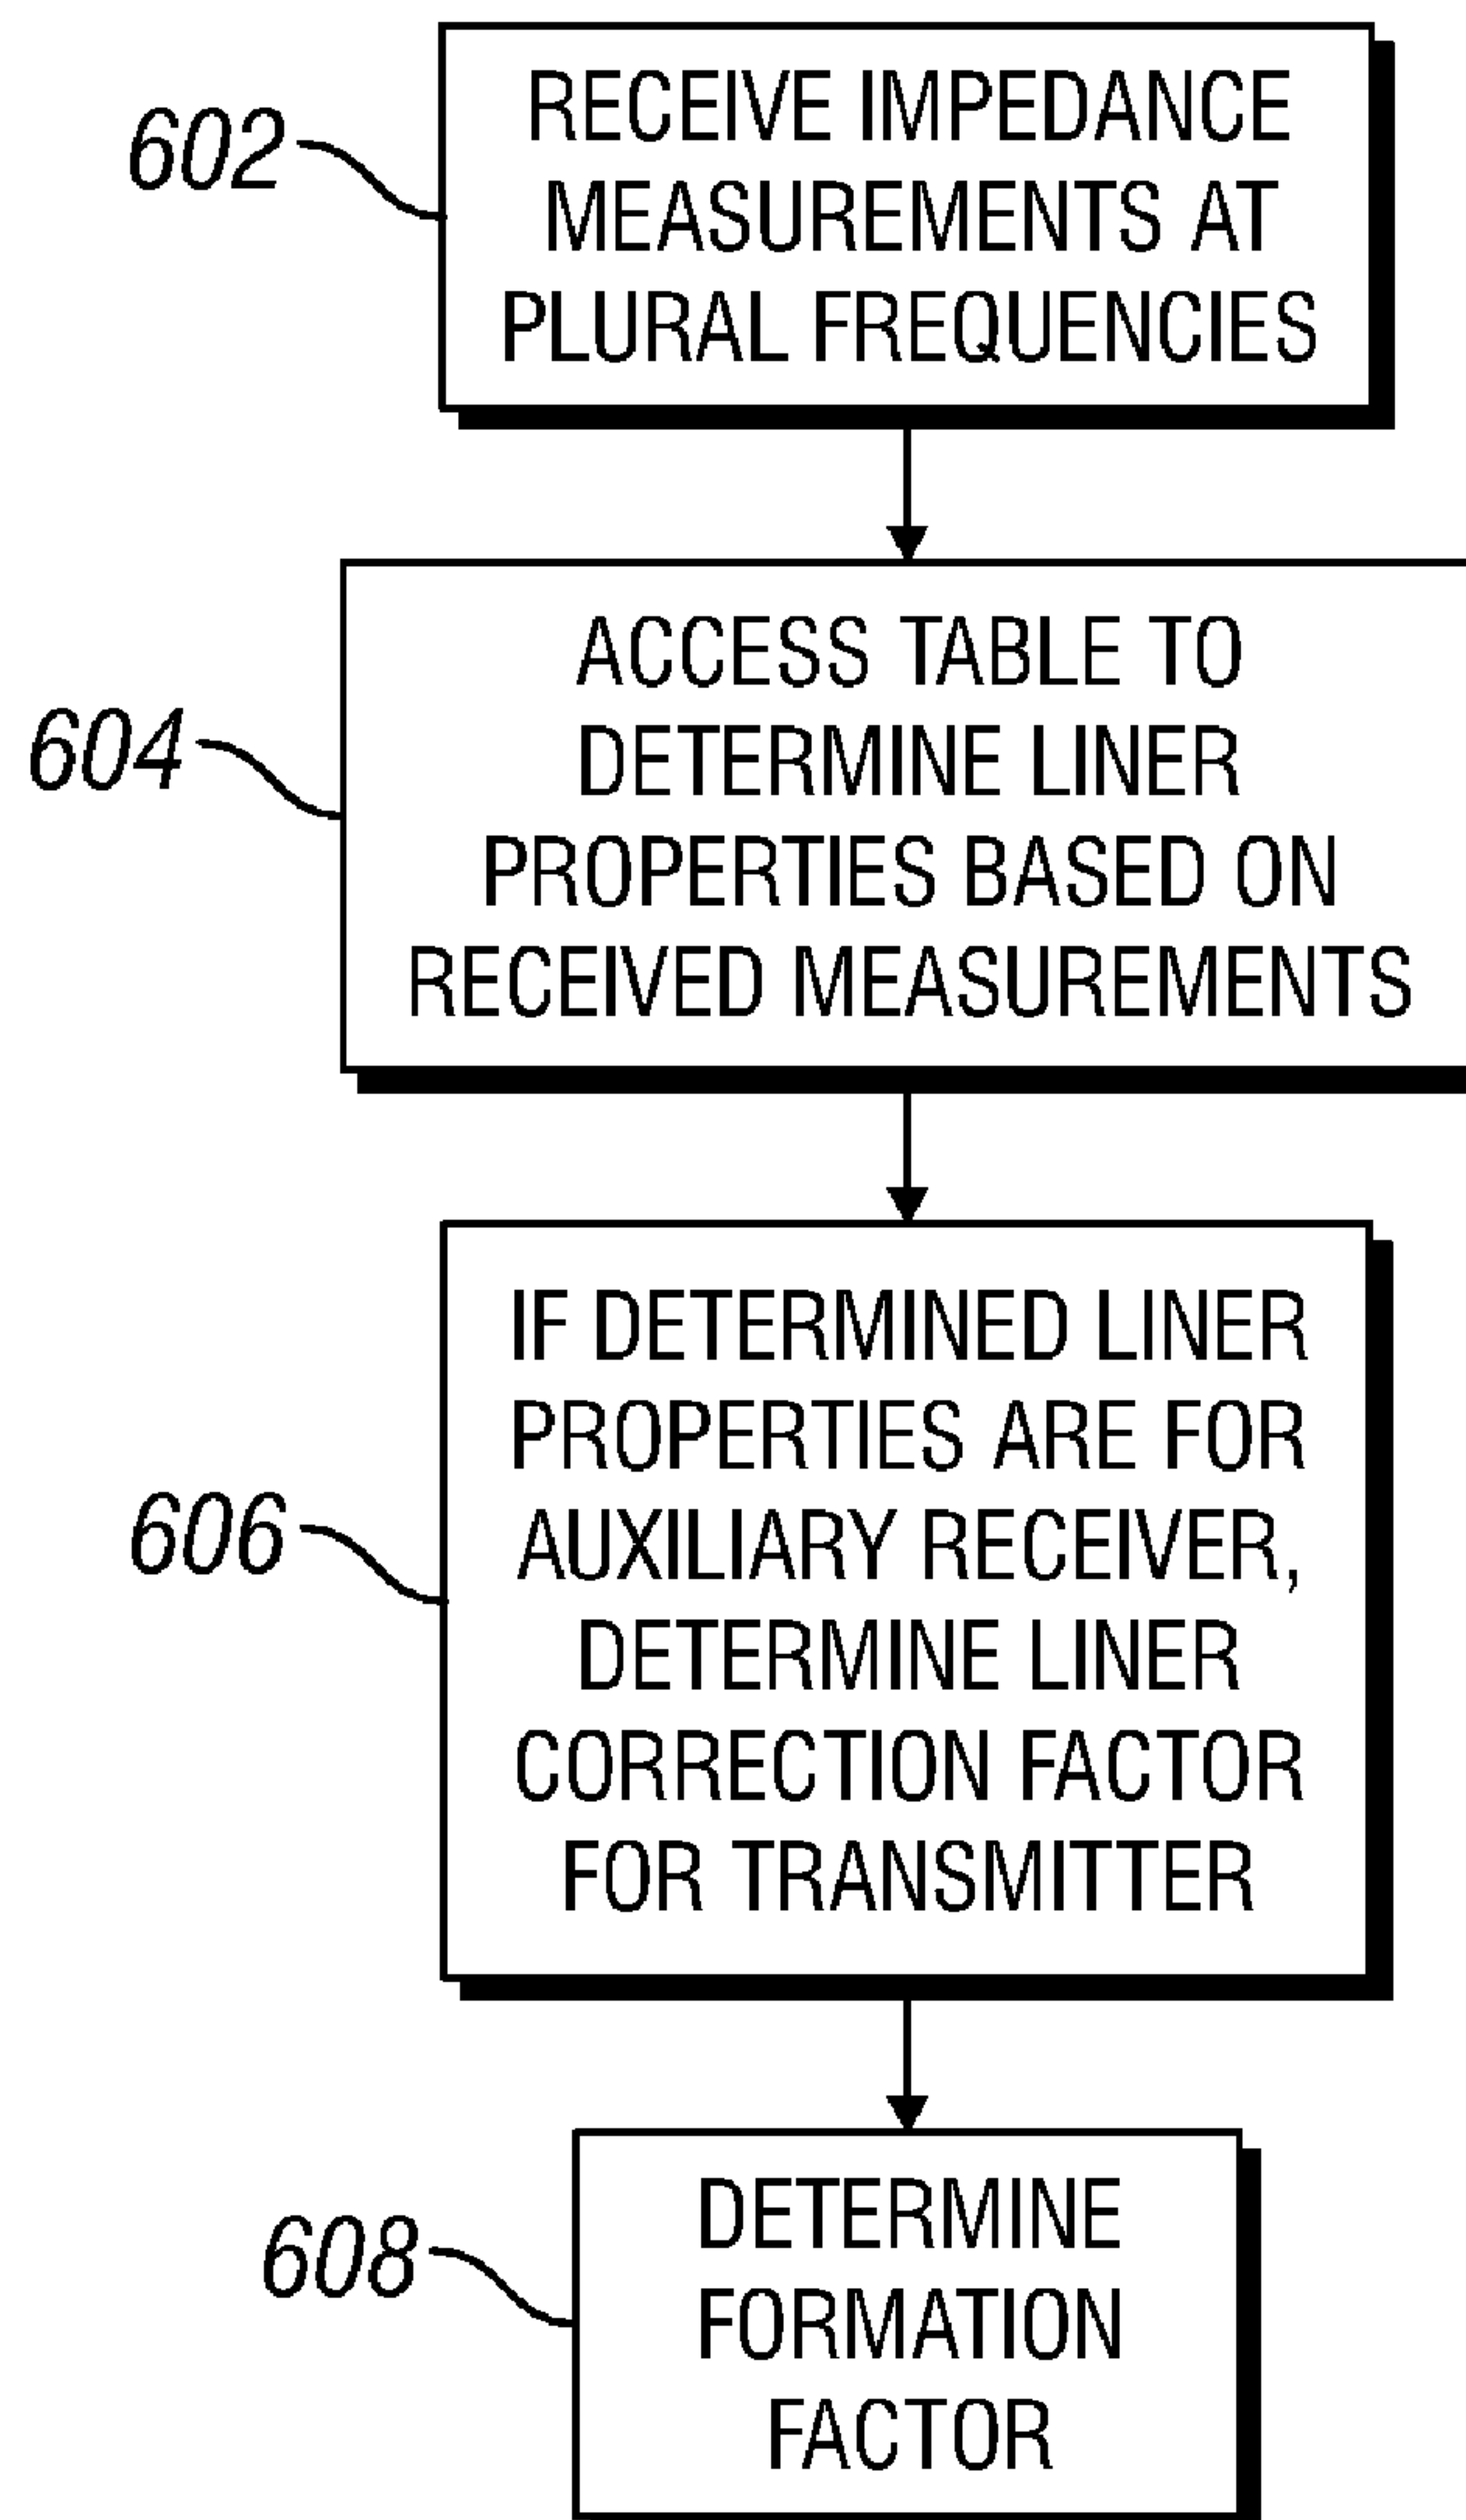 602
RECEIVE IMPEDANCE
MEASUREMENTS AT
PLURAL FREQUENCIES
604
ACCESS TABLE TO
DETERMINE LINER
PROPERTIES BASED ON
RECEIVED MEASUREMENTS
606
IF DETERMINED LINER
PROPERTIES ARE FOR
AUXILIARY RECEIVER,
DETERMINE LINER
CORRECTION FACTOR
FOR TRANSMITTER
608
DETERMINE
FORMATION
FACTOR